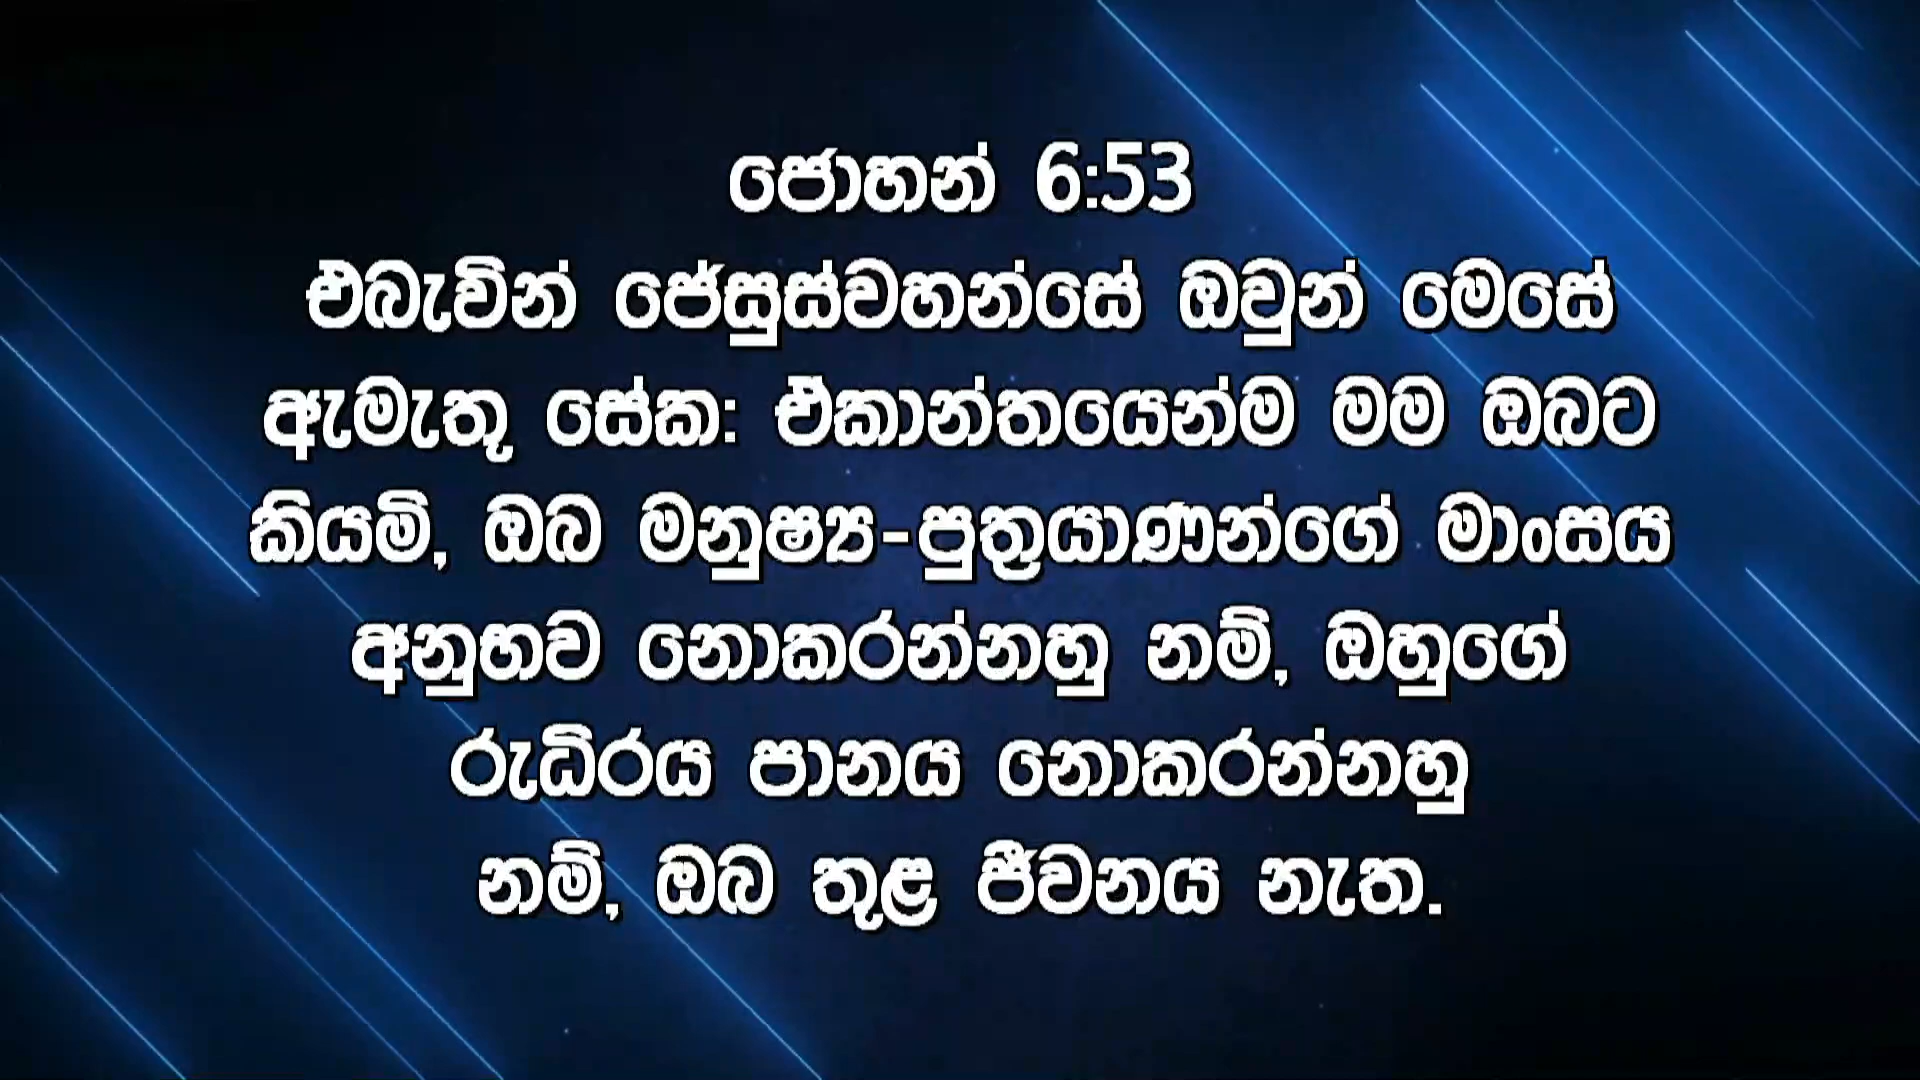 ජොහන් 6:53
එබැවින් ජේසුස්වහන්සේ ඔවුන් මෙසේ
ඇමැතූ සේක: ඒකාන්තයෙන්ම මම ඔබට
කියමි, ඔබ මනුෂ්‍ය-පුත්‍රයාණන්ගේ මාංසය
අනුභව නොකරන්නහු නම්, ඔහුගේ
රුධිරය පානය නොකරන්නහු
නම්, ඔබ තුළ ජීවනය නැත.